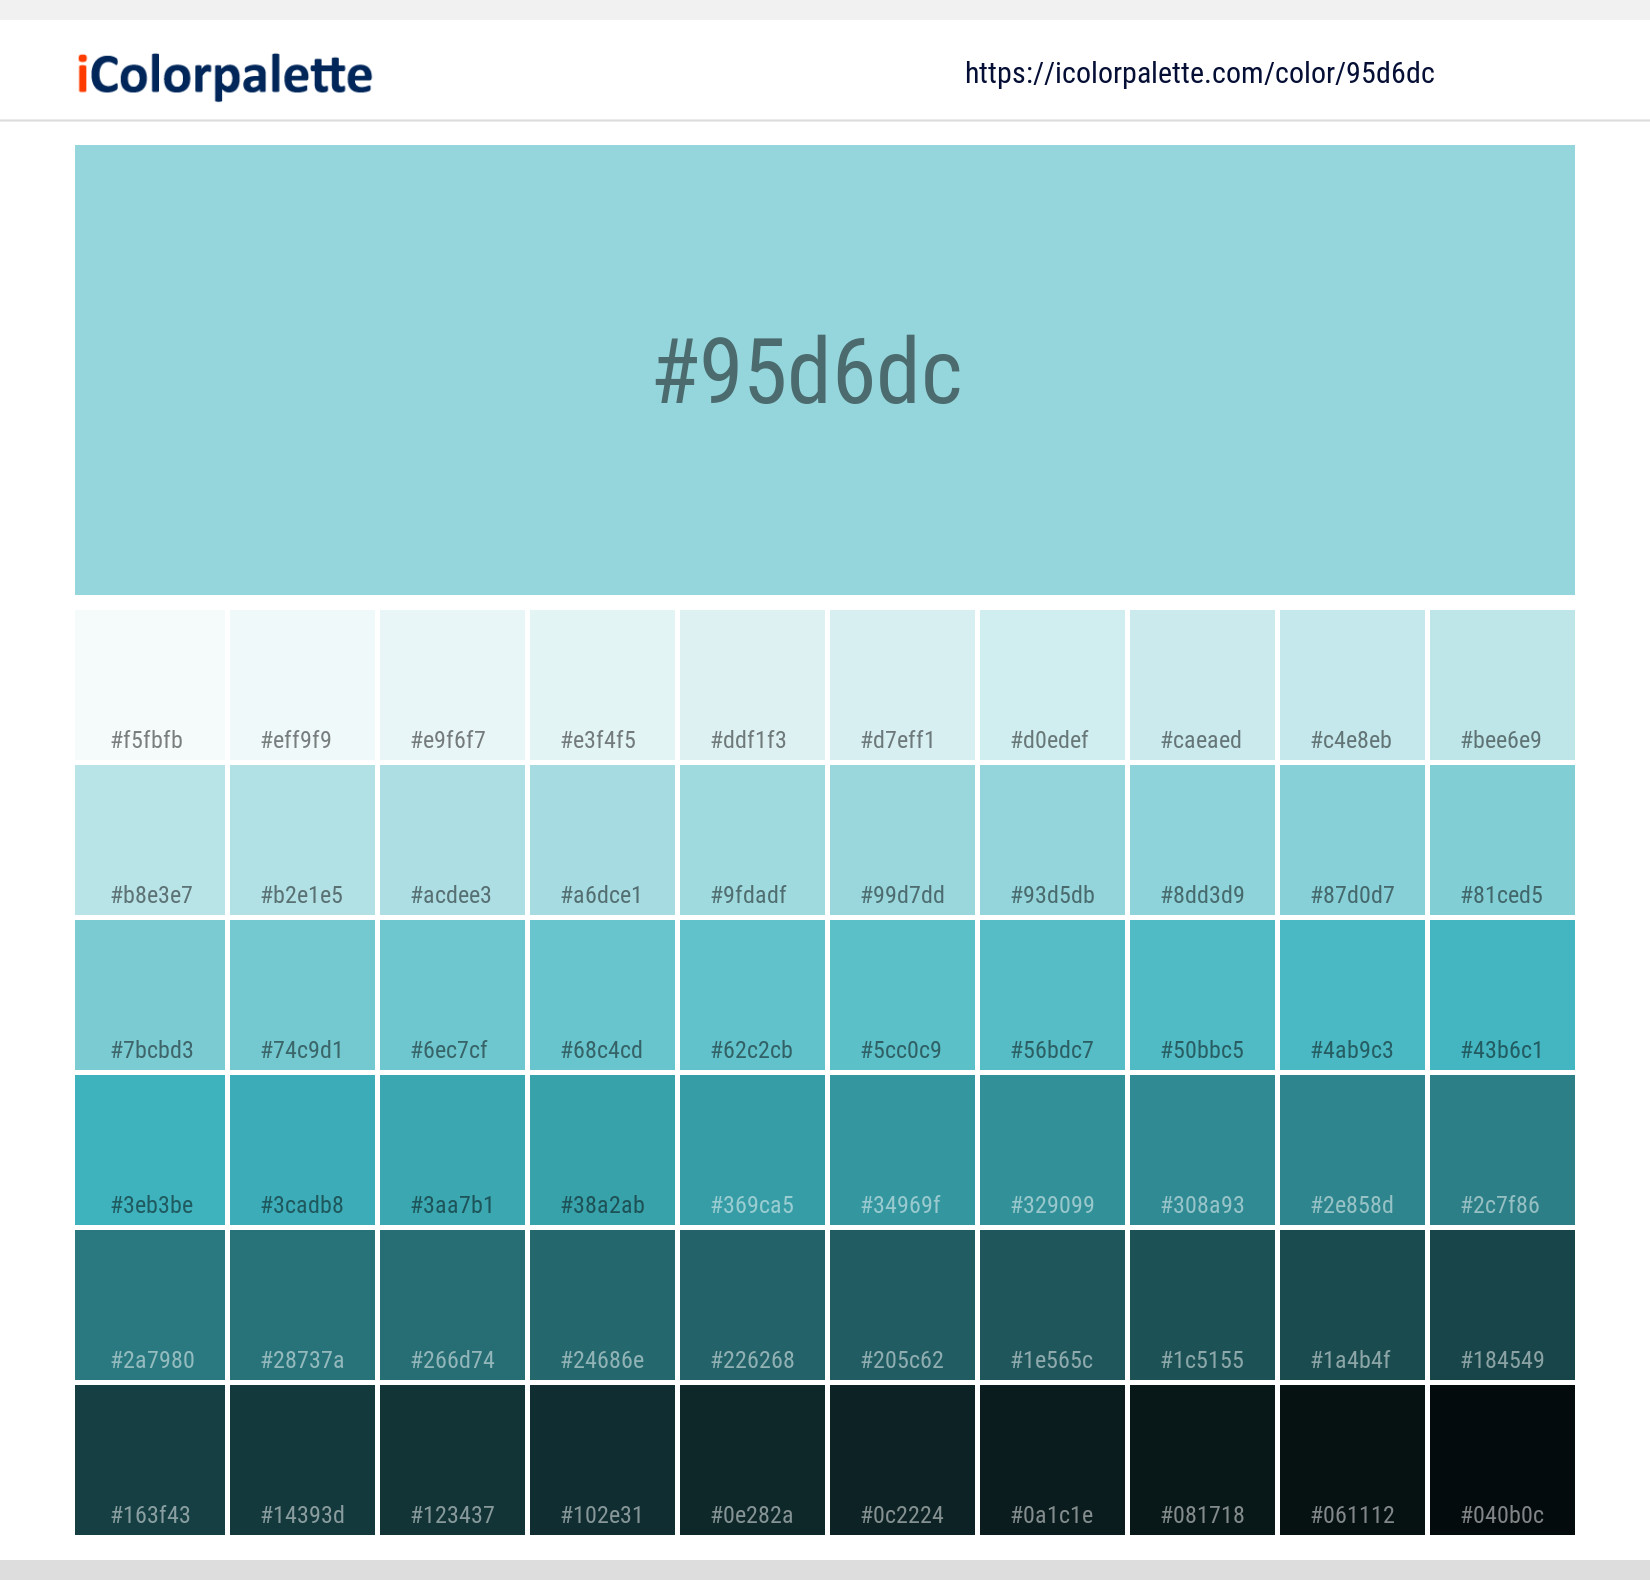 iColorpalette
https://icolorpalette.com/color/95d6dc
#95d6dc
#f5fbfb #eff9f9 #e9f6f7 #e3f4f5 #ddf1f3 #d7eff1 #d0edef #caeaed #c4e8eb #bee6e9
#b8e3e7 #b2e1e5 #acdee3 #a6dce1 #9fdadf #99d7dd #93d5db #8dd3d9 #87d0d7 #81ced5
#7bcbd3 #74c9d1 #6ec7cf #68c4cd #62c2cb #5cc0c9 #56bdc7 #50bbc5 #4ab9c3 #43b6c1
#3eb3be #3cadb8 #3aa7b1 #38a2ab #369ca5 #34969f #329099 #308a93 #2e858d #2c7f86
#2a7980 #28737a #266d74 #24686e #226268 #205c62 #1e565c #1c5155 #1a4b4f #184549
#163f43 #14393d #123437 #102e31 #0e282a #0c2224 #0a1c1e #081718 #061112 #040b0c